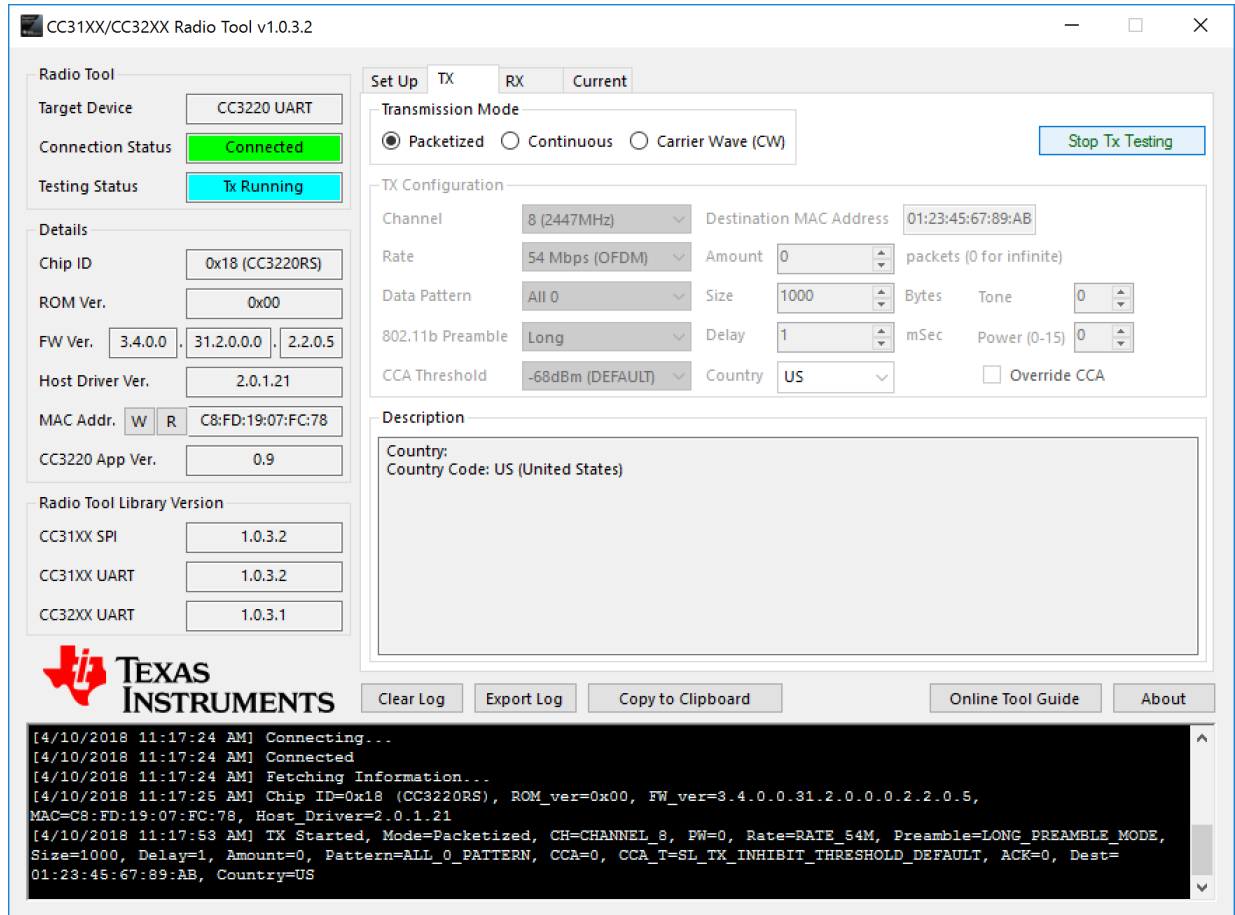 CC31XX/CC32XX Radio Tool v1.0.3.2
Radio Tool
Target Device CC3220 UART
Connection Status Connected
Testing Status Tx Running
Details
Chip ID 0x18 (CC3220RS)
ROM Ver. 0x00
FW Ver. 3.4.0.0 . 31.2.0.0.0 . 2.2.0.5
Host Driver Ver. 2.0.1.21
MAC Addr. W R C8:FD:19:07:FC:78
CC3220 App Ver. 0.9
Radio Tool Library Version
CC31XX SPI 1.0.3.2
CC31XX UART 1.0.3.2
CC32XX UART 1.0.3.1
TEXAS
INSTRUMENTS
Set Up TX RX Current
Transmission Mode
Packetized Continuous Carrier Wave (CW)
Stop Tx Testing
TX Configuration
Channel 8 (2447MHz) Destination MAC Address 01:23:45:67:89:AB
Rate 54 Mbps (OFDM) Amount 0 packets (0 for infinite)
Data Pattern All 0 Size 1000 Bytes Tone 0
802.11b Preamble Long Delay 1 mSec Power (0-15) 0
CCA Threshold -68dBm (DEFAULT) Country US Override CCA
Description
Country:
Country Code: US (United States)
Clear Log Export Log Copy to Clipboard Online Tool Guide About
[4/10/2018 11:17:24 AM] Connecting...
[4/10/2018 11:17:24 AM] Connected
[4/10/2018 11:17:24 AM] Fetching Information...
[4/10/2018 11:17:25 AM] Chip ID=0x18 (CC3220RS), ROM_ver=0x00, FW_ver=3.4.0.0.31.2.0.0.0.2.2.0.5,
MAC=C8:FD:19:07:FC:78, Host_Driver=2.0.1.21
[4/10/2018 11:17:53 AM] TX Started, Mode=Packetized, CH=CHANNEL_8, PW=0, Rate=RATE_54M, Preamble=LONG_PREAMBLE_MODE,
Size=1000, Delay=1, Amount=0, Pattern=ALL_0_PATTERN, CCA=0, CCA_T=SL_TX_INHIBIT_THRESHOLD_DEFAULT, ACK=0, Dest=
01:23:45:67:89:AB, Country=US